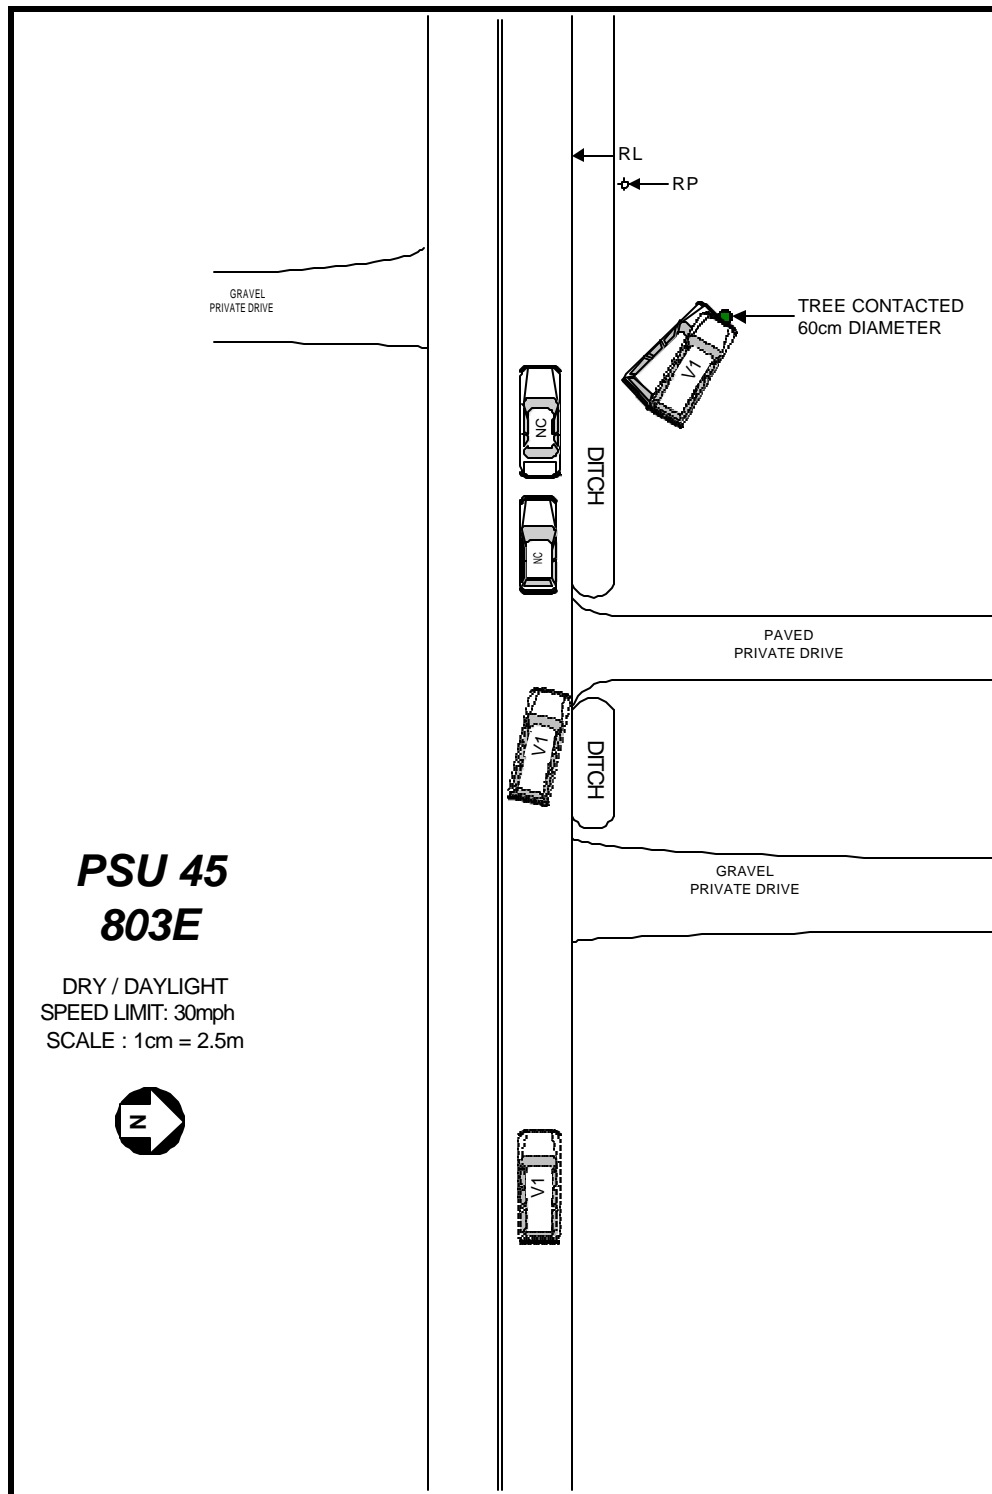 RL
RP
GRAVEL
PRIVATE DRIVE
TREE CONTACTED
60cm DIAMETER
V1
NC
DITCH
NC
PAVED
PRIVATE DRIVE
V1
DITCH
PSU 45
803E
GRAVEL
PRIVATE DRIVE
DRY / DAYLIGHT
SPEED LIMIT: 30mph
SCALE : 1cm = 2.5m
N
V1